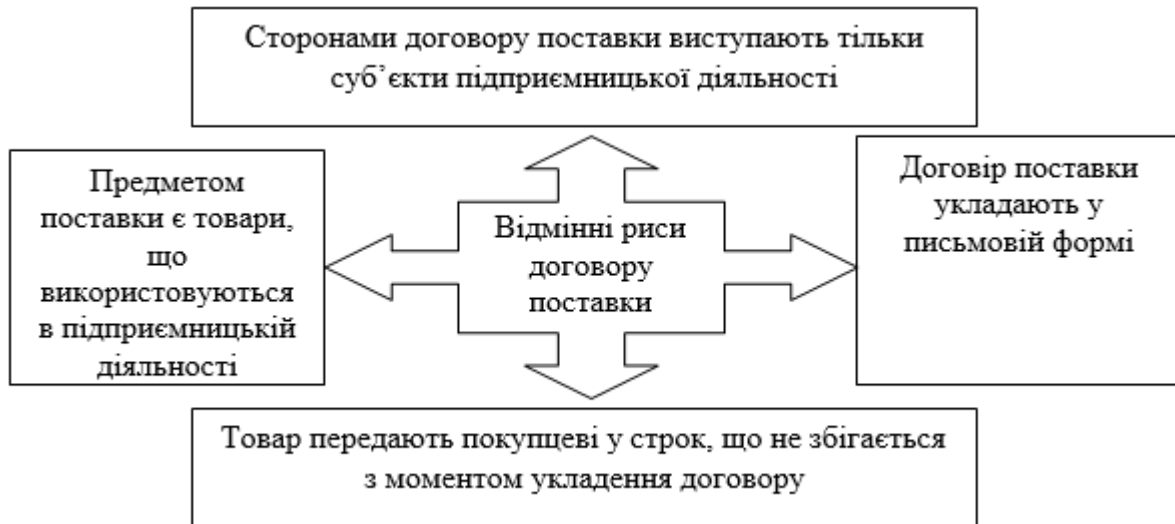 Сторонами договору поставки виступають тільки
суб’єкти підприємницької діяльності
Предметом
поставки є товари,
що
використовуються
в підприємницькій
діяльності
Відмінні риси
договору
поставки
Договір поставки
укладають у
письмовій формі
Товар передають покупцеві у строк, що не збігається
з моментом укладення договору